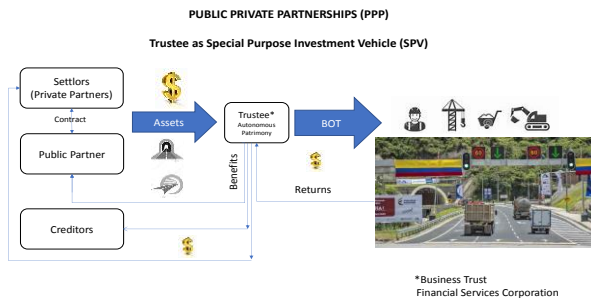 PUBLIC PRIVATE PARTNERSHIPS (PPP)
Trustee as Special Purpose Investment Vehicle (SPV)
Settlors
(Private Partners)
Contract
Public Partner
Creditors
Assets
Trustee*
Autonomous
Patrimony
BOT
Benefits
Returns
*Business Trust
Financial Services Corporation